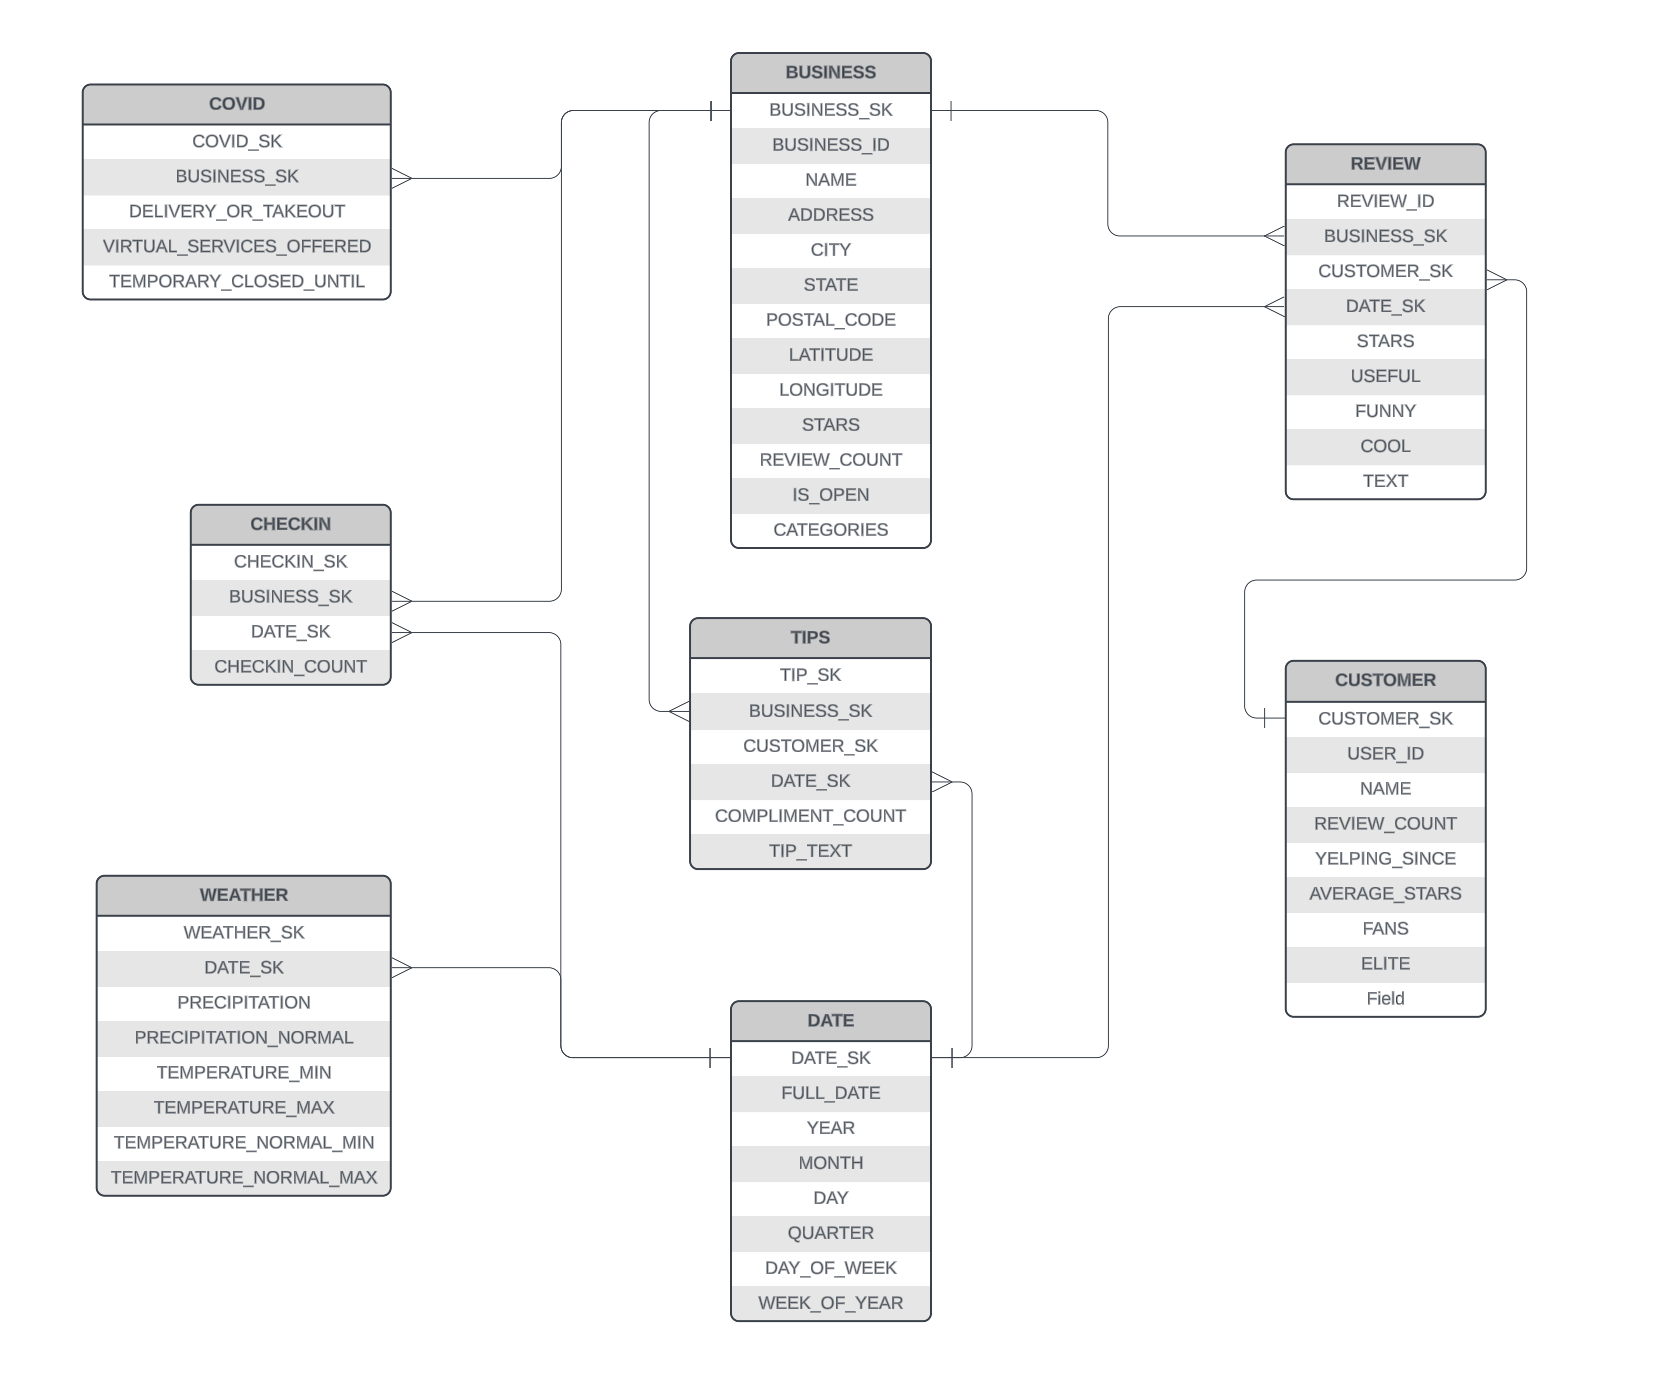 COVID
COVID_SK
BUSINESS_SK
DELIVERY_OR_TAKEOUT
VIRTUAL_SERVICES_OFFERED
TEMPORARY_CLOSED_UNTIL
BUSINESS
BUSINESS_SK
BUSINESS_ID
NAME
ADDRESS
CITY
STATE
POSTAL_CODE
LATITUDE
LONGITUDE
STARS
REVIEW_COUNT
IS_OPEN
CATEGORIES
REVIEW
REVIEW_ID
BUSINESS_SK
CUSTOMER_SK
DATE_SK
STARS
USEFUL
FUNNY
COOL
TEXT
CHECKIN
CHECKIN_SK
BUSINESS_SK
DATE_SK
CHECKIN_COUNT
TIPS
TIP_SK
BUSINESS_SK
CUSTOMER_SK
DATE_SK
COMPLIMENT_COUNT
TIP_TEXT
CUSTOMER
CUSTOMER_SK
USER_ID
NAME
REVIEW_COUNT
YELPING_SINCE
AVERAGE_STARS
FANS
ELITE
Field
WEATHER
WEATHER_SK
DATE_SK
PRECIPITATION
PRECIPITATION_NORMAL
TEMPERATURE_MIN
TEMPERATURE_MAX
TEMPERATURE_NORMAL_MIN
TEMPERATURE_NORMAL_MAX
DATE
DATE_SK
FULL_DATE
YEAR
MONTH
DAY
QUARTER
DAY_OF_WEEK
WEEK_OF_YEAR